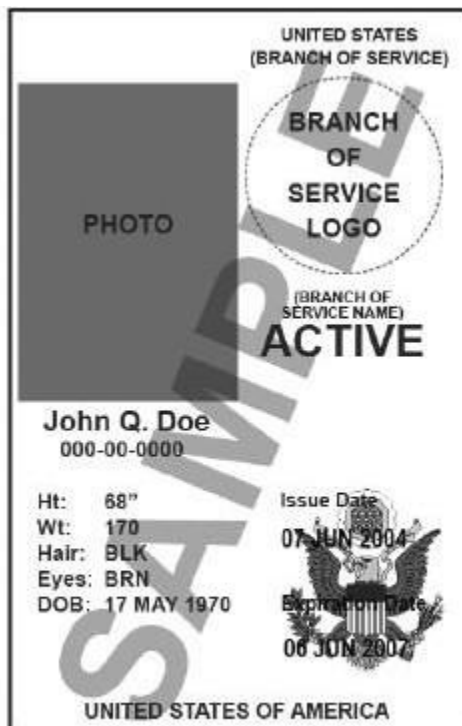 UNITED STATES
(BRANCH OF SERVICE)
BRANCH
OF
SERVICE
LOGO
PHOTO
(BRANCH OF
SERVICE NAME)
ACTIVE
John Q. Doe
000-00-0000
Ht: 68”
Wt: 170
Hair: BLK
Eyes: BRN
DOB: 17 MAY 1970
Issue Date
07 JUN 2004
Expiration Date
06 JUN 2007
UNITED STATES OF AMERICA
SAMPLE